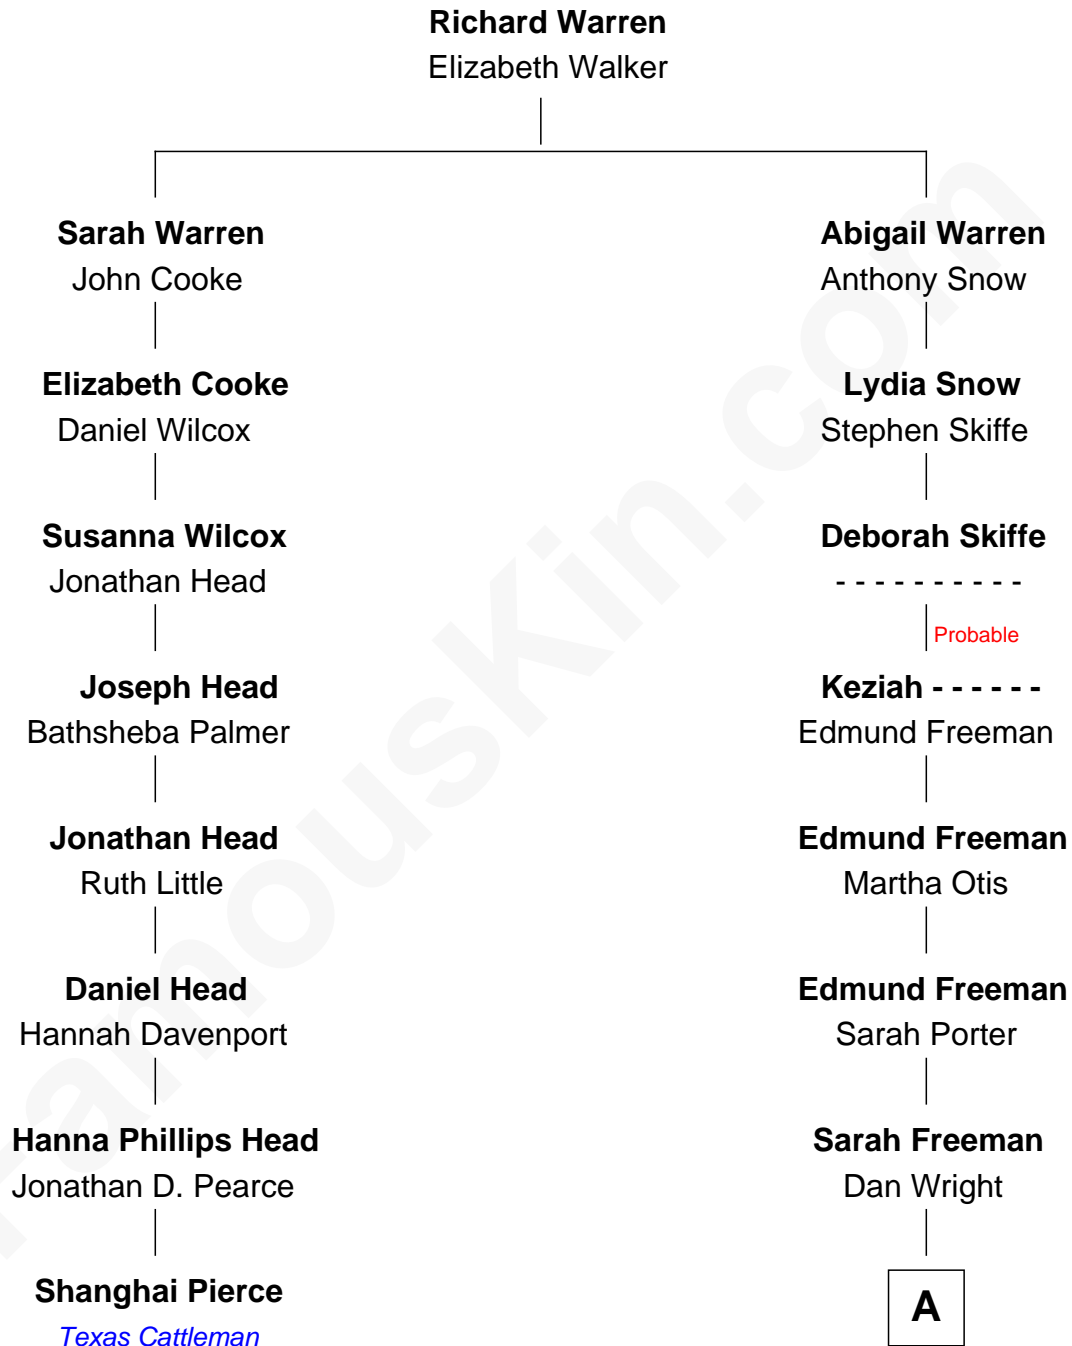 Richard Warren
Elizabeth Walker
Sarah Warren
John Cooke
Abigail Warren
Anthony Snow
Elizabeth Cooke
Daniel Wilcox
Lydia Snow
Stephen Skiffe
Susanna Wilcox
Jonathan Head
Deborah Skiffe
- - - - - - - - - -
Probable
Joseph Head
Bathsheba Palmer
Keziah - - - - - -
Edmund Freeman
Jonathan Head
Ruth Little
Edmund Freeman
Martha Otis
Daniel Head
Hannah Davenport
Edmund Freeman
Sarah Porter
Hanna Phillips Head
Jonathan D. Pearce
Sarah Freeman
Dan Wright
Shanghai Pierce
Texas Cattleman
A
FamousKin.com